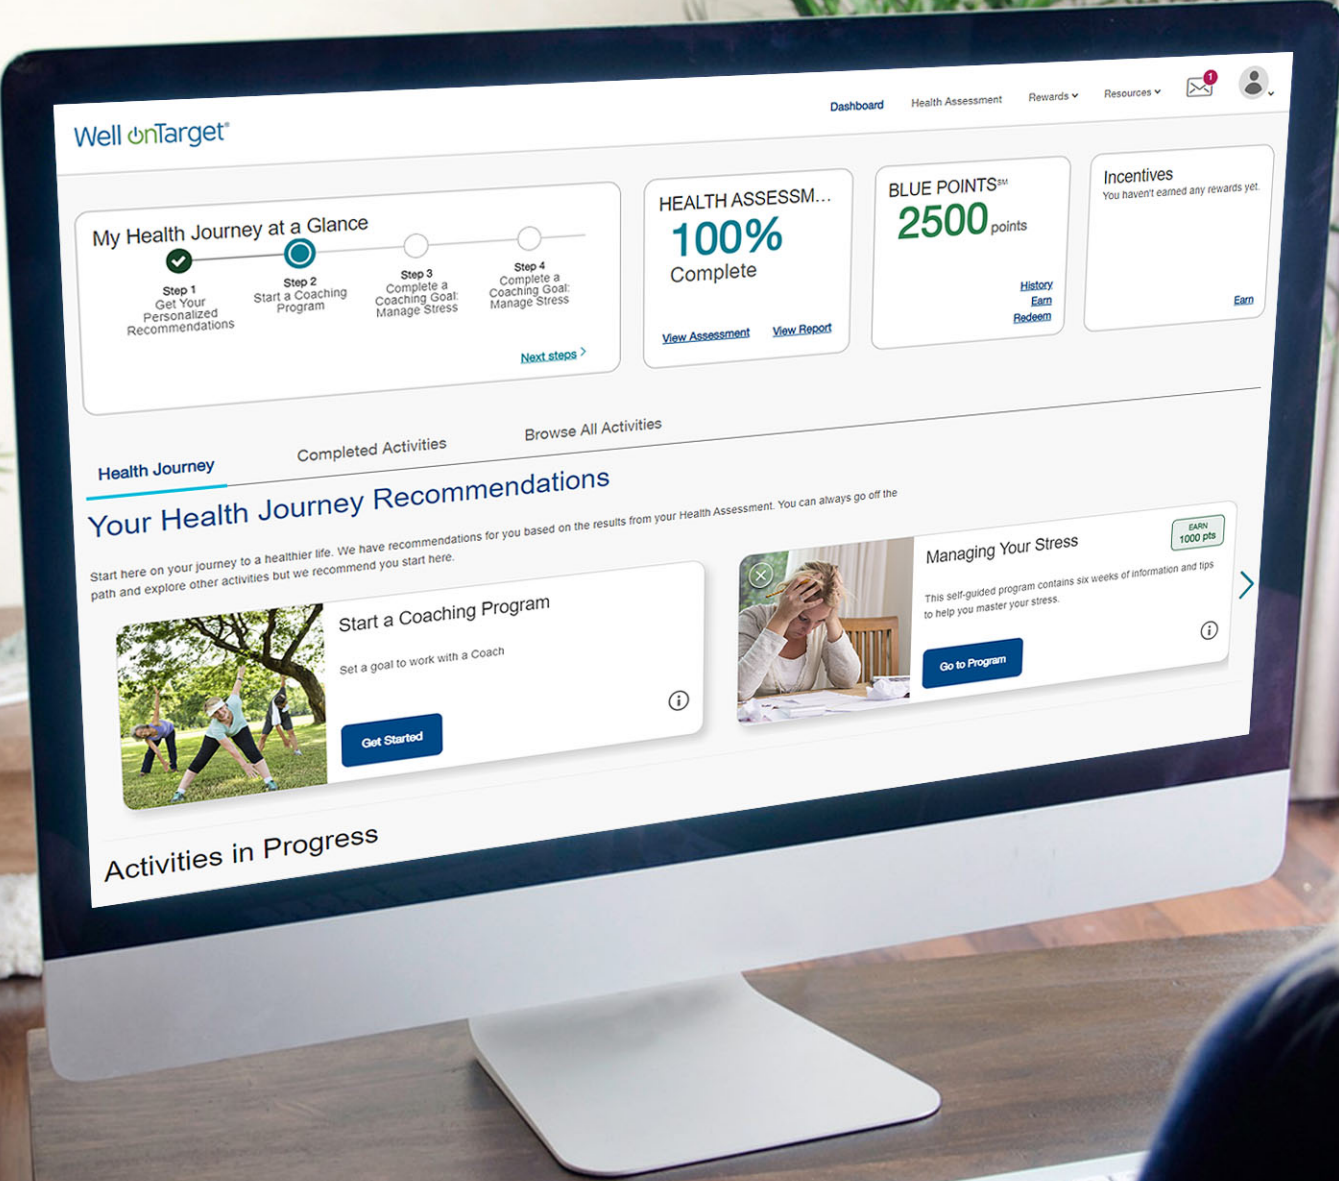 Well onTarget®
Dashboard
Health Assessment
Rewards
Resources
1
My Health Journey at a Glance
Step 1
Get Your
Personalized
Recommendations
Step 2
Start a Coaching
Program
Step 3
Complete a
Coaching Goal:
Manage Stress
Step 4
Complete a
Coaching Goal:
Manage Stress
Next steps >
HEALTH ASSESSM...
100%
Complete
View Assessment
View Report
BLUE POINTS℠
2500 points
History
Earn
Redeem
Incentives
You haven't earned any rewards yet.
Earn
Health Journey
Completed Activities
Browse All Activities
Your Health Journey Recommendations
Start here on your journey to a healthier life. We have recommendations for you based on the results from your Health Assessment. You can always go off the
path and explore other activities but we recommend you start here.
Start a Coaching Program
Set a goal to work with a Coach
Get Started
Managing Your Stress
EARN
1000 pts
This self-guided program contains six weeks of information and tips
to help you master your stress.
Go to Program
Activities in Progress